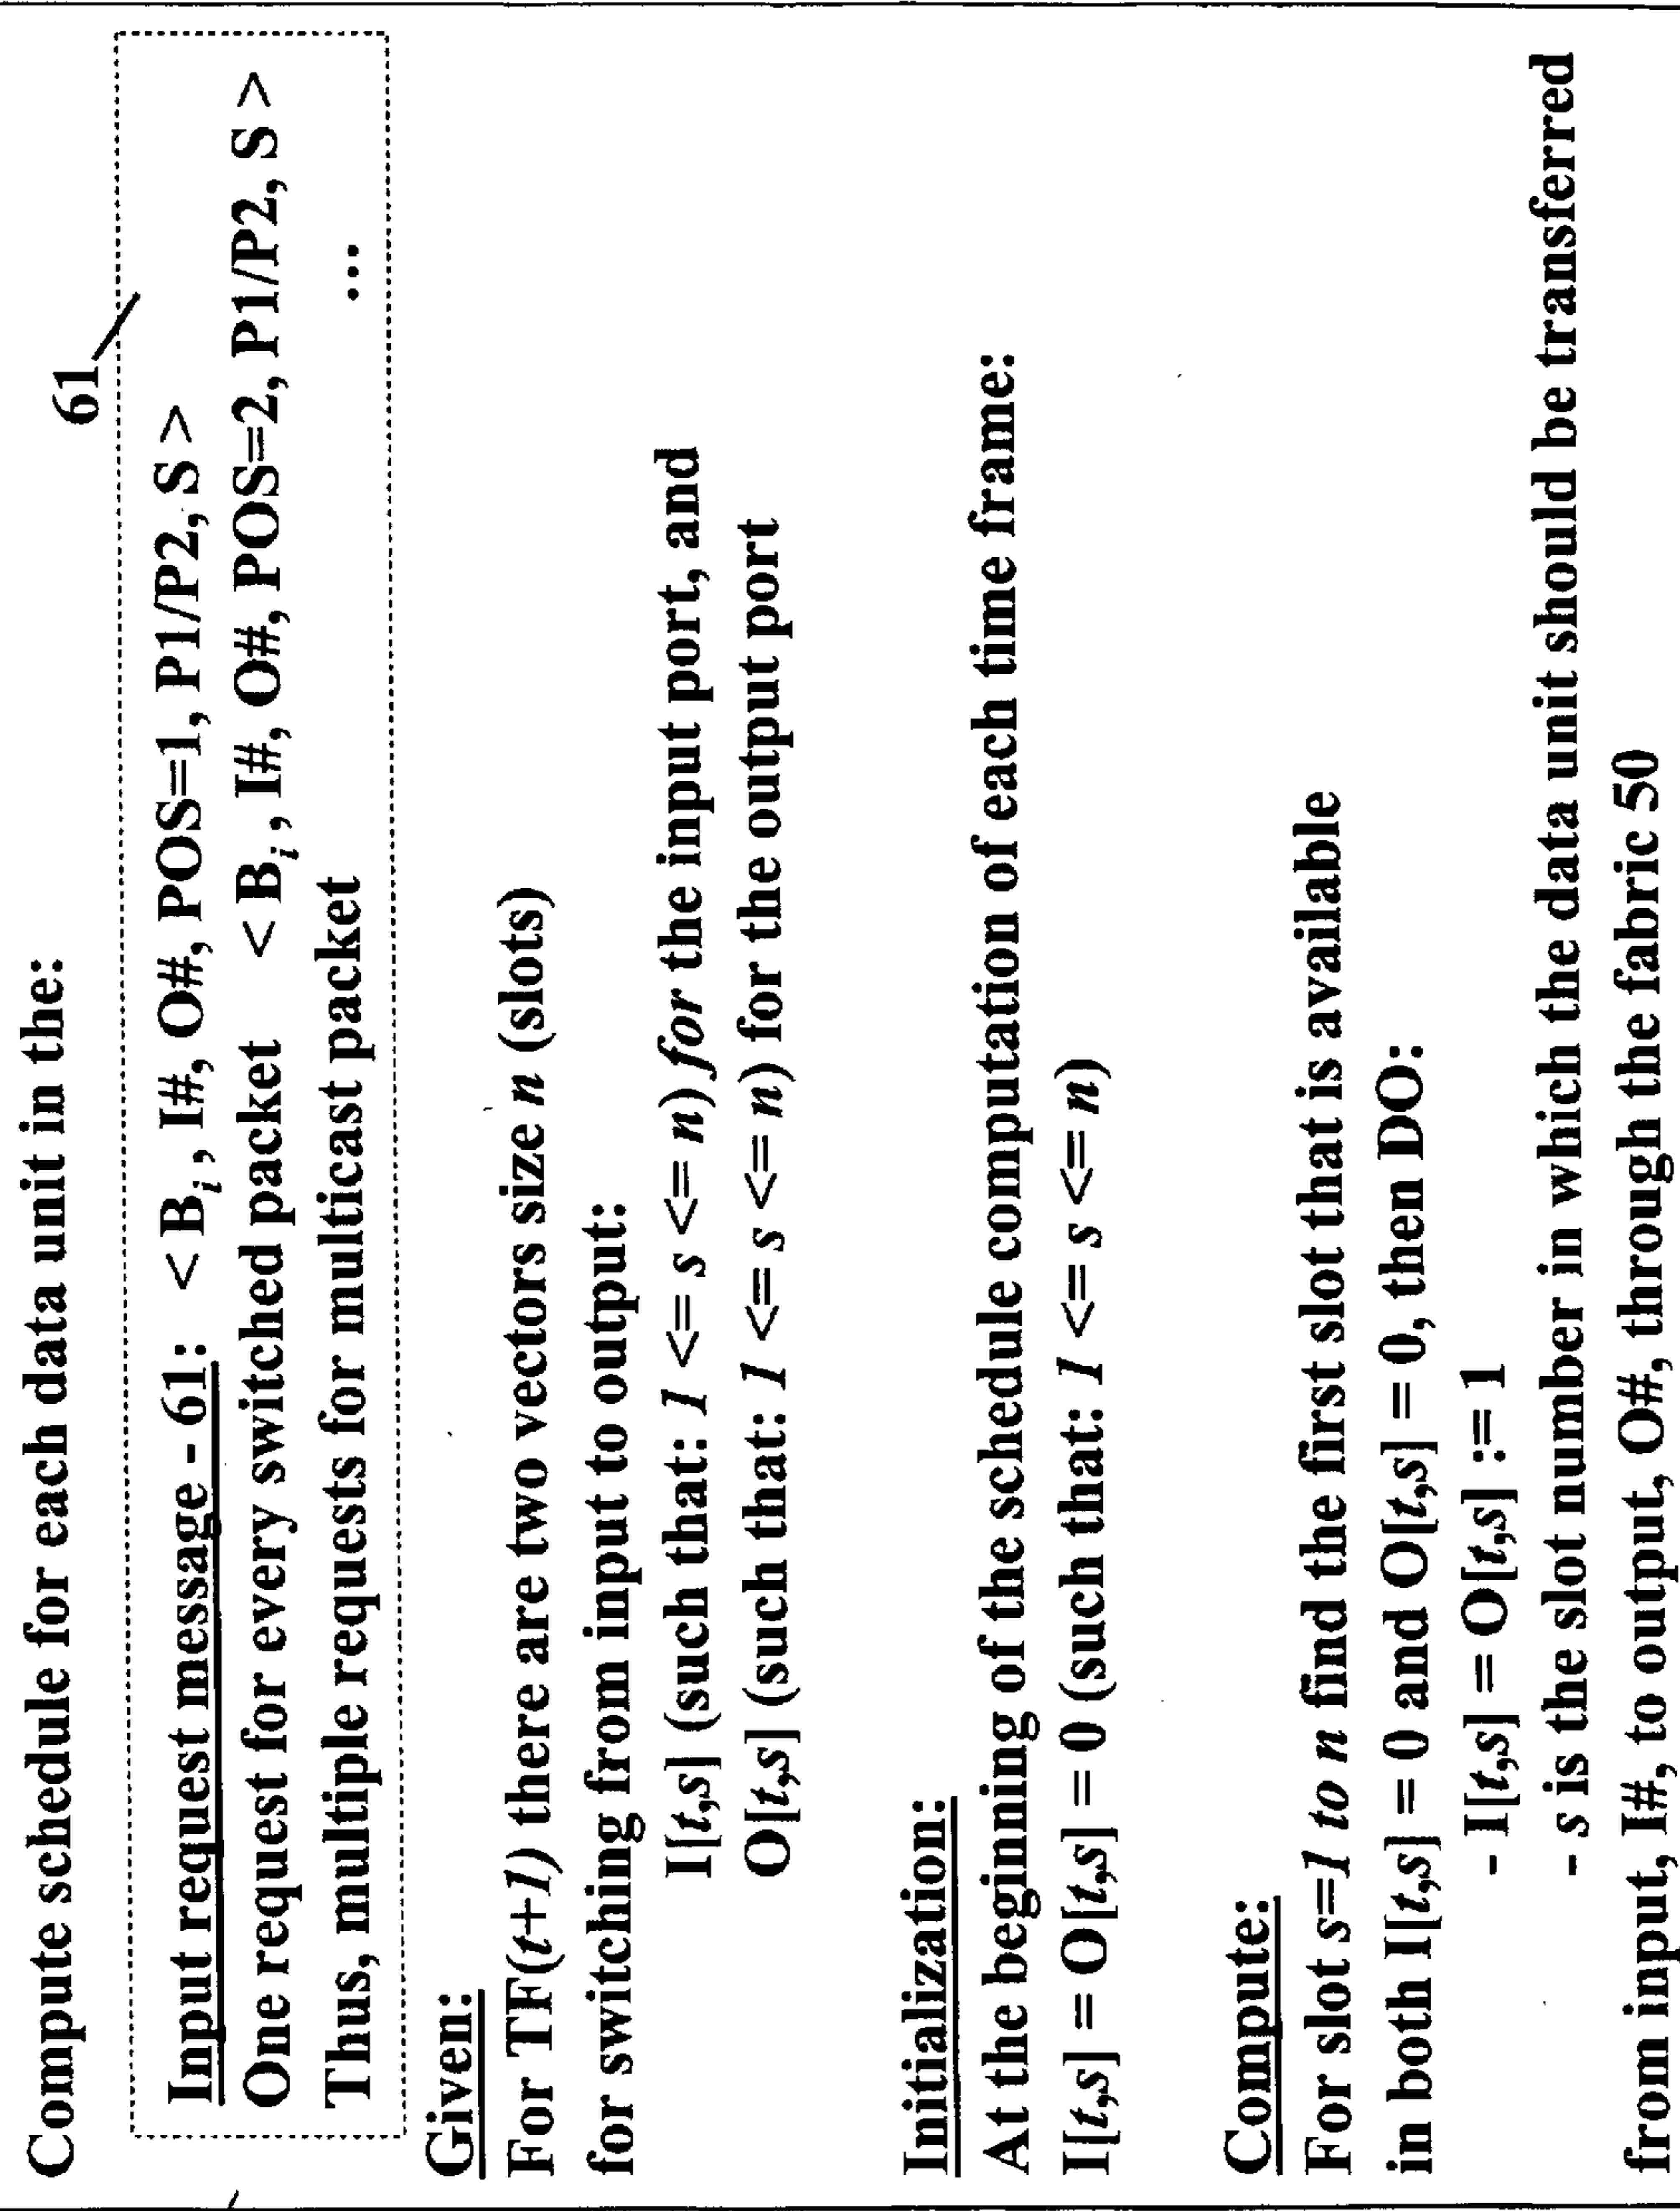 Compute schedule for each data unit in the:
61
Input request message - 61: < Bi, I#, O#, POS=1, P1/P2, S >
One request for every switched packet < Bi, I#, O#, POS=2, P1/P2, S >
Thus, multiple requests for multicast packet ...
Given:
For TF(t+1) there are two vectors size n (slots)
for switching from input to output:
I[t,s] (such that: 1 <= s <= n) for the input port, and
O[t,s] (such that: 1 <= s <= n) for the output port
Initialization:
At the beginning of the schedule computation of each time frame:
I[t,s] = O[t,s] = 0 (such that: 1 <= s <= n)
Compute:
For slot s=1 to n find the first slot that is available
in both I[t,s] = 0 and O[t,s] = 0, then DO:
- I[t,s] = O[t,s] := 1
- s is the slot number in which the data unit should be transferred
from input, I#, to output, O#, through the fabric 50